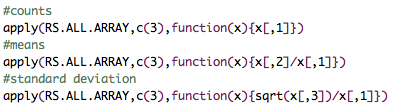 #counts
apply(RS.ALL.ARRAY,c(3),function(x){x[,1]})
#means
apply(RS.ALL.ARRAY,c(3),function(x){x[,2]/x[,1]})
#standard deviation
apply(RS.ALL.ARRAY,c(3),function(x){sqrt(x[,3])/x[,1]})